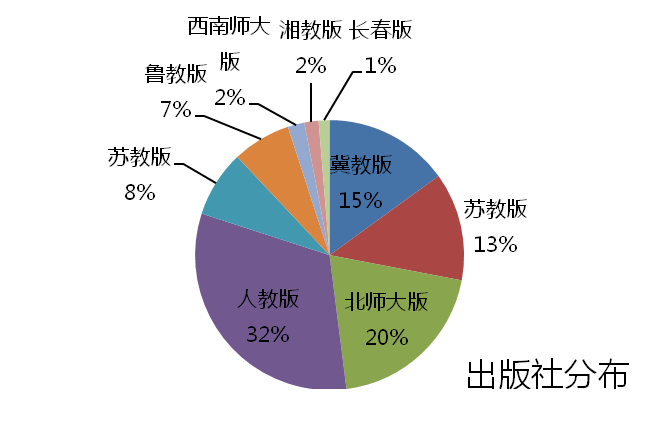 西南师大
版
2%
湘教版
2%
长春版
1%
鲁教版
7%
苏教版
8%
冀教版
15%
苏教版
13%
人教版
32%
北师大版
20%
出版社分布